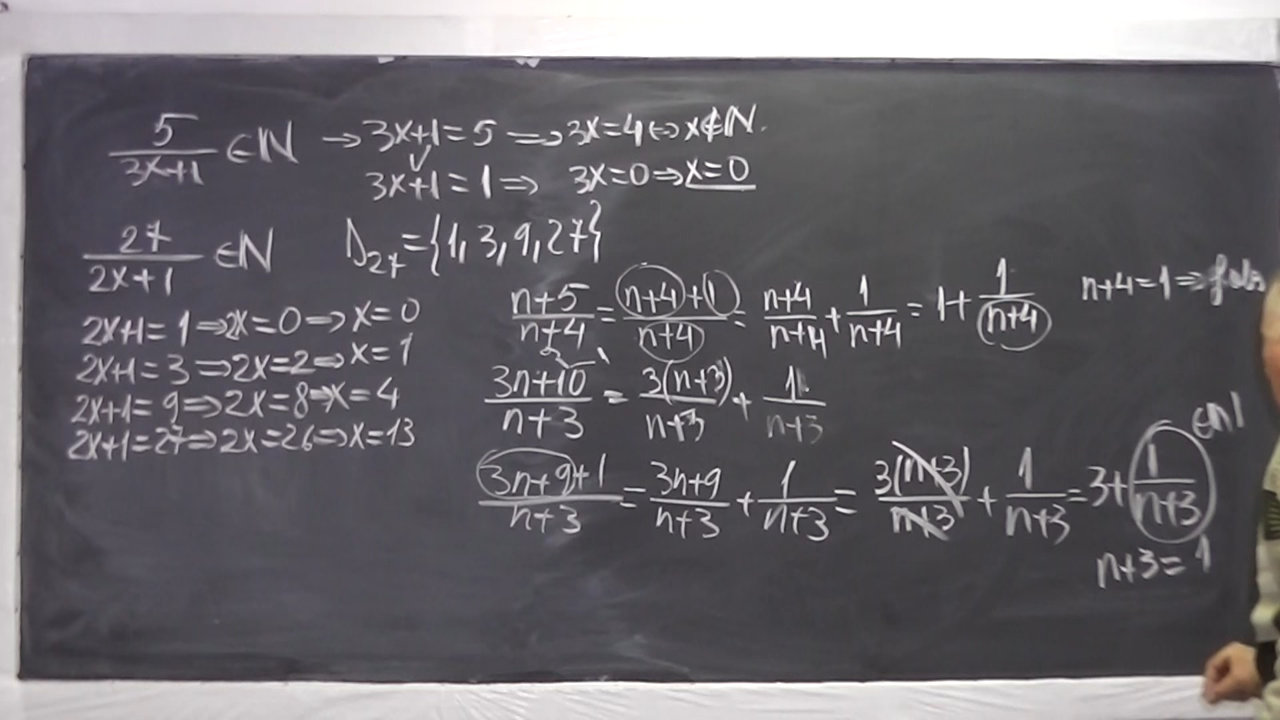 5/(3x+1) ∈ N → 3x+1 = 5 ⇒ 3x = 4 ⇔ x ∉ N.
3x+1 = 1 ⇒ 3x = 0 ⇒ x = 0
27/(2x+1) ∈ N D₂₇ = {1, 3, 9, 27}
2x+1 = 1 ⇒ 2x = 0 ⇒ x = 0
2x+1 = 3 ⇒ 2x = 2 ⇒ x = 1
2x+1 = 9 ⇒ 2x = 8 ⇒ x = 4
2x+1 = 27 ⇒ 2x = 26 ⇒ x = 13
(n+5)/(n+4) = ((n+4)+1)/(n+4) = (n+4)/(n+4) + 1/(n+4) = 1 + 1/(n+4) n+4 = 1 ⇒
(3n+10)/(n+3) = 3(n+3)/(n+3) + 1/(n+3)
(3n+9+1)/(n+3) = (3n+9)/(n+3) + 1/(n+3) = 3(n+3)/(n+3) + 1/(n+3) = 3 + 1/(n+3) ∈ N
n+3 = 1